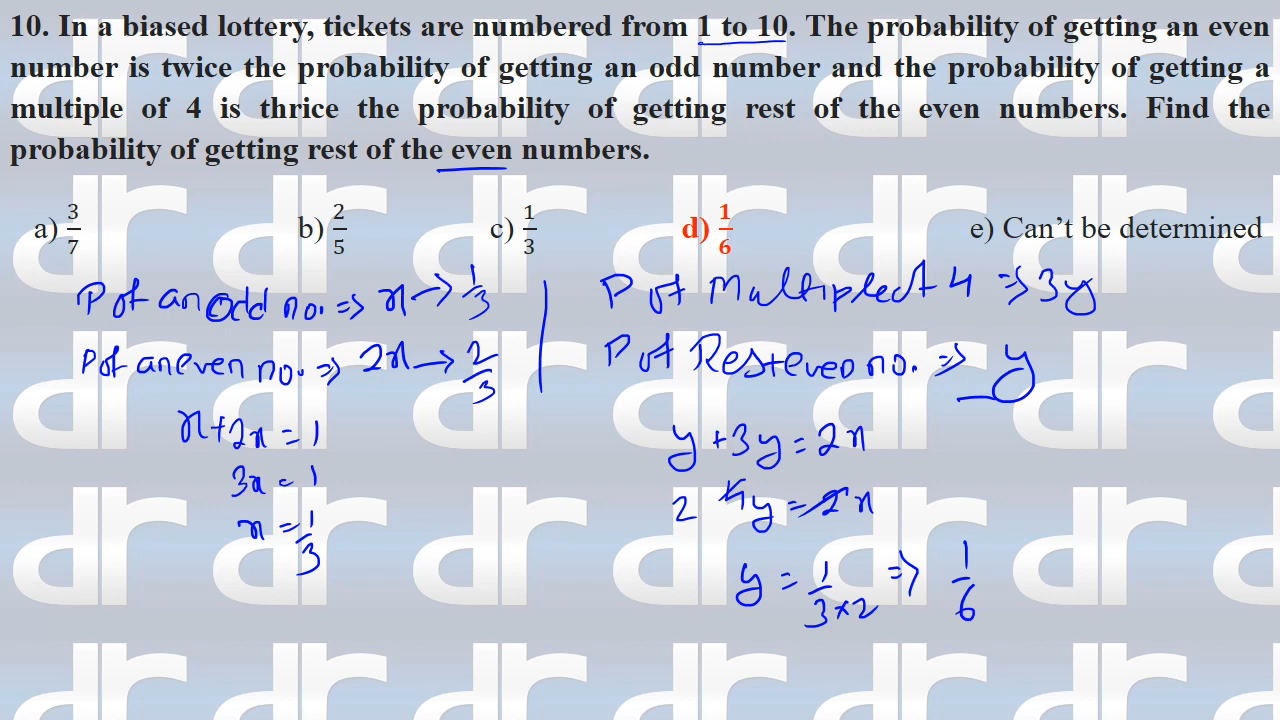 10. In a biased lottery, tickets are numbered from 1 to 10. The probability of getting an even
number is twice the probability of getting an odd number and the probability of getting a
multiple of 4 is thrice the probability of getting rest of the even numbers. Find the
probability of getting rest of the even numbers.
a) 3/7 b) 2/5 c) 1/3 d) 1/6 e) Can't be determined
P of an odd no. ⇒ x → 1/3
P of an even no. ⇒ 2x → 2/3
x + 2x = 1
3x = 1
x = 1/3
P of Multiple of 4 ⇒ 3y
P of Rest even no. ⇒ y
y + 3y = 2x
2 4y = 2x
y = 1/3×2 ⇒ 1/6
dr